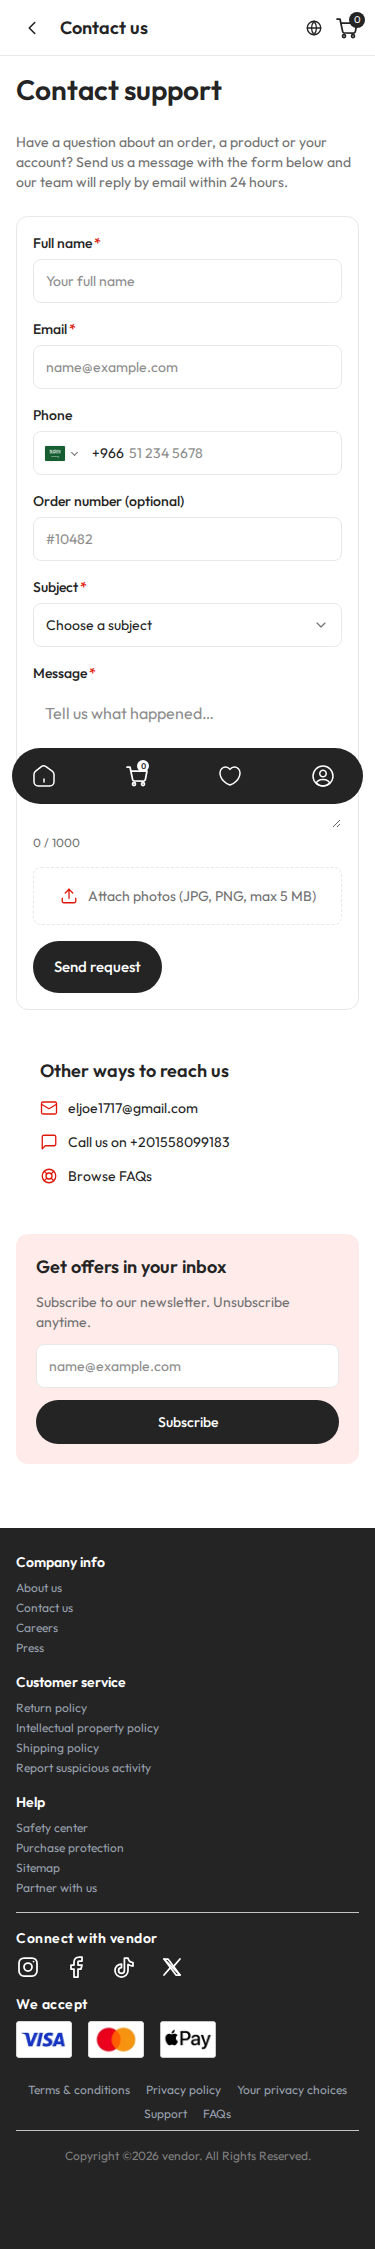 Contact us
0
Contact support
Have a question about an order, a product or your
account? Send us a message with the form below and
our team will reply by email within 24 hours.
Full name*
Your full name
Email*
name@example.com
Phone
+966 51 234 5678
Order number (optional)
#10482
Subject*
Choose a subject
Message*
Tell us what happened...
0
0 / 1000
Attach photos (JPG, PNG, max 5 MB)
Send request
Other ways to reach us
eljoe1717@gmail.com
Call us on +201558099183
Browse FAQs
Get offers in your inbox
Subscribe to our newsletter. Unsubscribe
anytime.
name@example.com
Subscribe
Company info
About us
Contact us
Careers
Press
Customer service
Return policy
Intellectual property policy
Shipping policy
Report suspicious activity
Help
Safety center
Purchase protection
Sitemap
Partner with us
Connect with vendor
We accept
VISA
Pay
Terms & conditions Privacy policy Your privacy choices
Support FAQs
Copyright ©2026 vendor. All Rights Reserved.